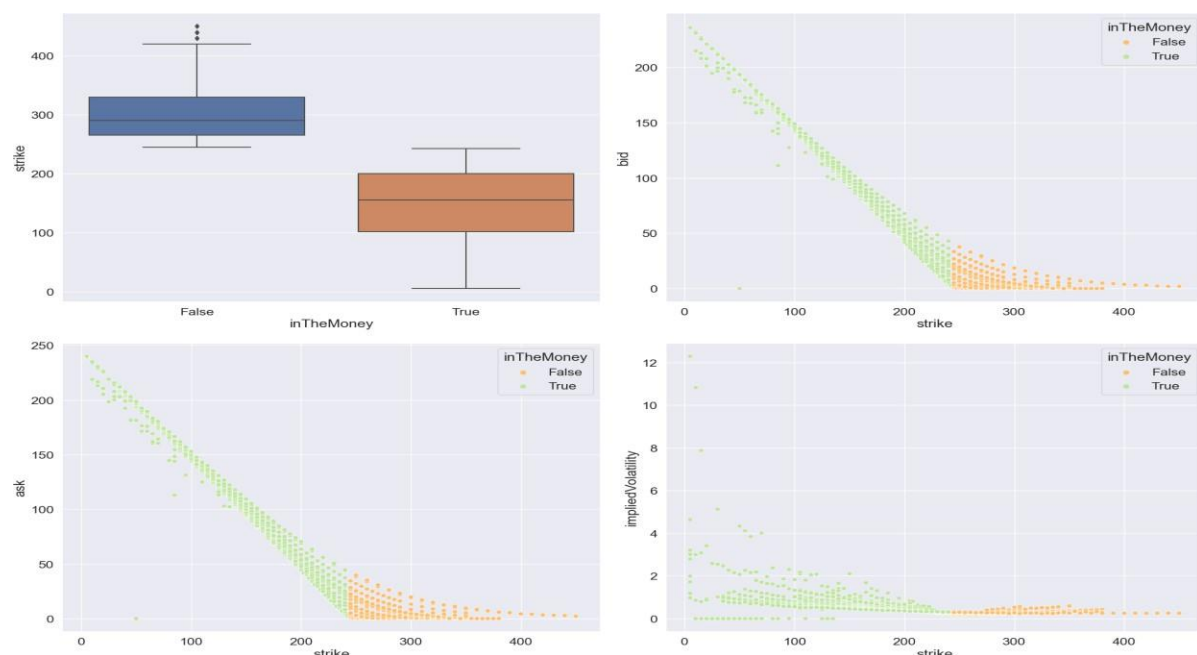 400
300
200
100
0
strike
False
True
inTheMoney
inTheMoney
False
True
200
150
100
50
0
bid
0
100
200
300
400
strike
inTheMoney
False
True
250
200
150
100
50
0
ask
0
100
200
300
400
strike
inTheMoney
False
True
12
10
8
6
4
2
0
impliedVolatility
0
100
200
300
400
strike